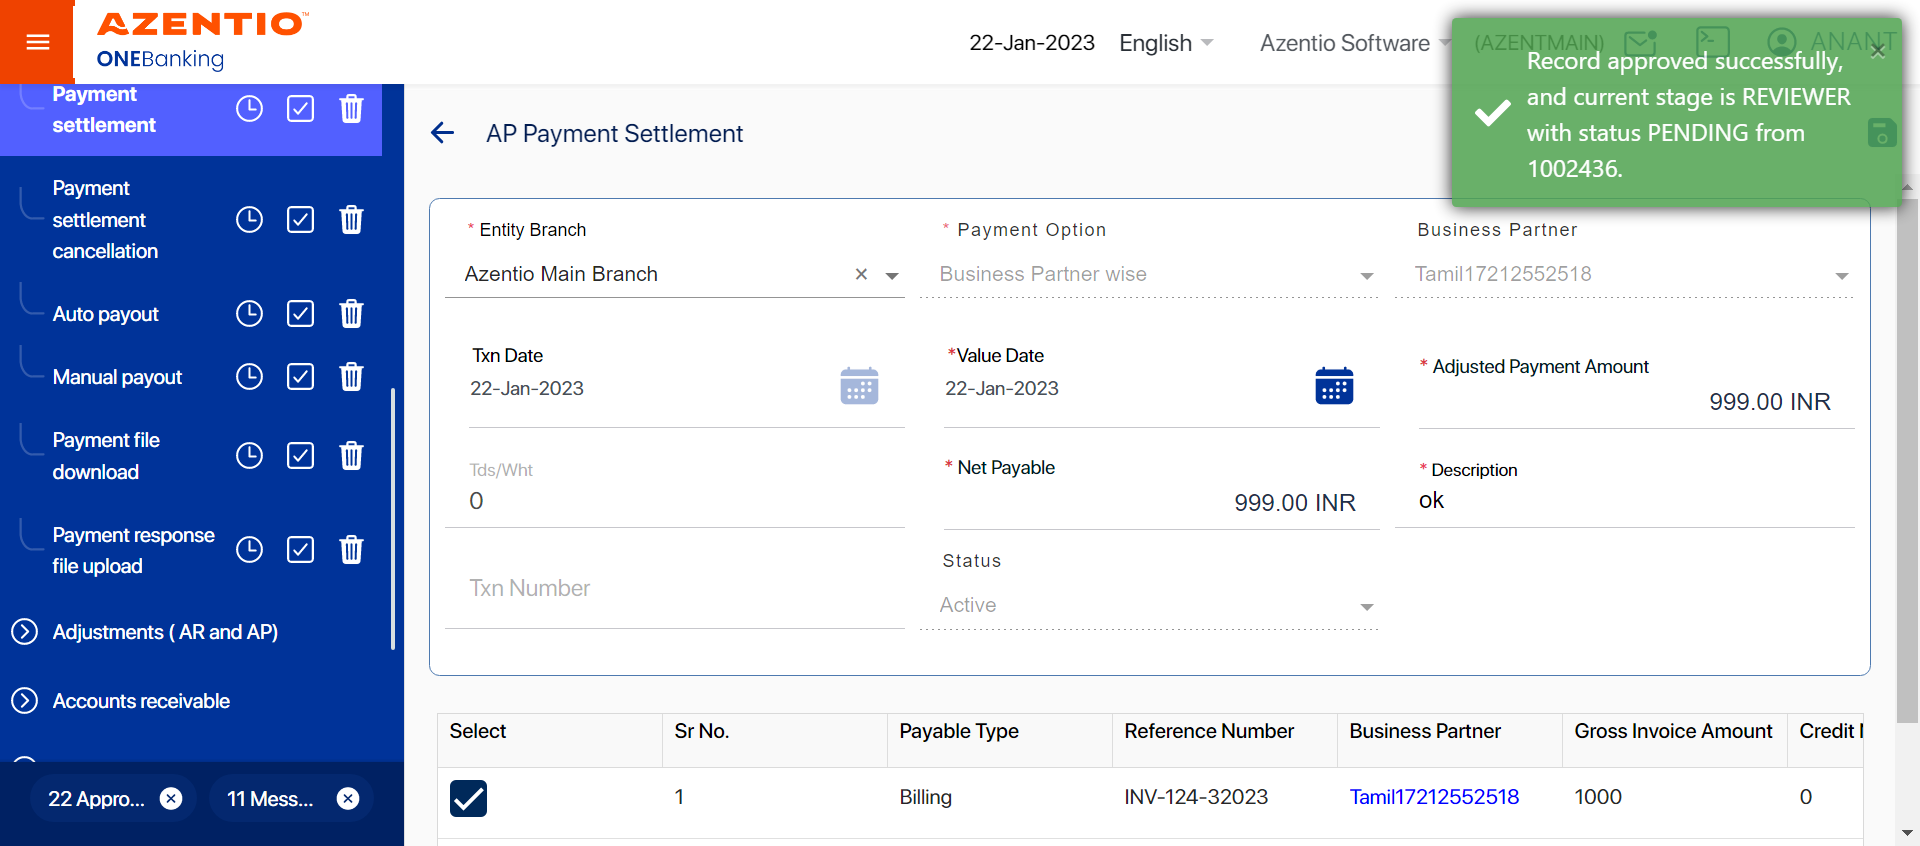 AZENTIO™
ONEBanking
22-Jan-2023
English
Azentio Software
(AZENTMAIN)
ANANT
Record approved successfully,
and current stage is REVIEWER
with status PENDING from
1002436.
Payment
settlement
Payment
settlement
cancellation
Auto payout
Manual payout
Payment file
download
Payment response
file upload
Adjustments ( AR and AP)
Accounts receivable
22 Appro...
11 Mess...
AP Payment Settlement
* Entity Branch
Azentio Main Branch
* Payment Option
Business Partner wise
Business Partner
Tamil17212552518
Txn Date
22-Jan-2023
*Value Date
22-Jan-2023
* Adjusted Payment Amount
999.00 INR
Tds/Wht
0
* Net Payable
999.00 INR
* Description
ok
Txn Number
Status
Active
Select Sr No. Payable Type Reference Number Business Partner Gross Invoice Amount Credit
1 Billing INV-124-32023 Tamil17212552518 1000 0